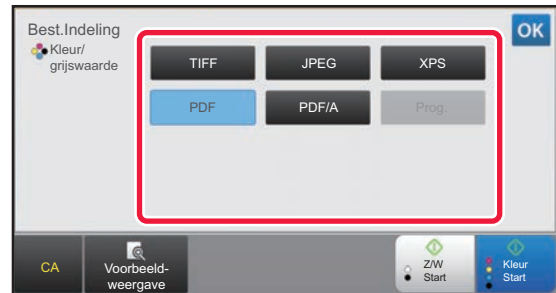 Best.Indeling
OK
Kleur/
grijswaarde
TIFF
JPEG
XPS
PDF
PDF/A
Prog.
CA
Voorbeeld-
weergave
Z/W
Start
Kleur
Start